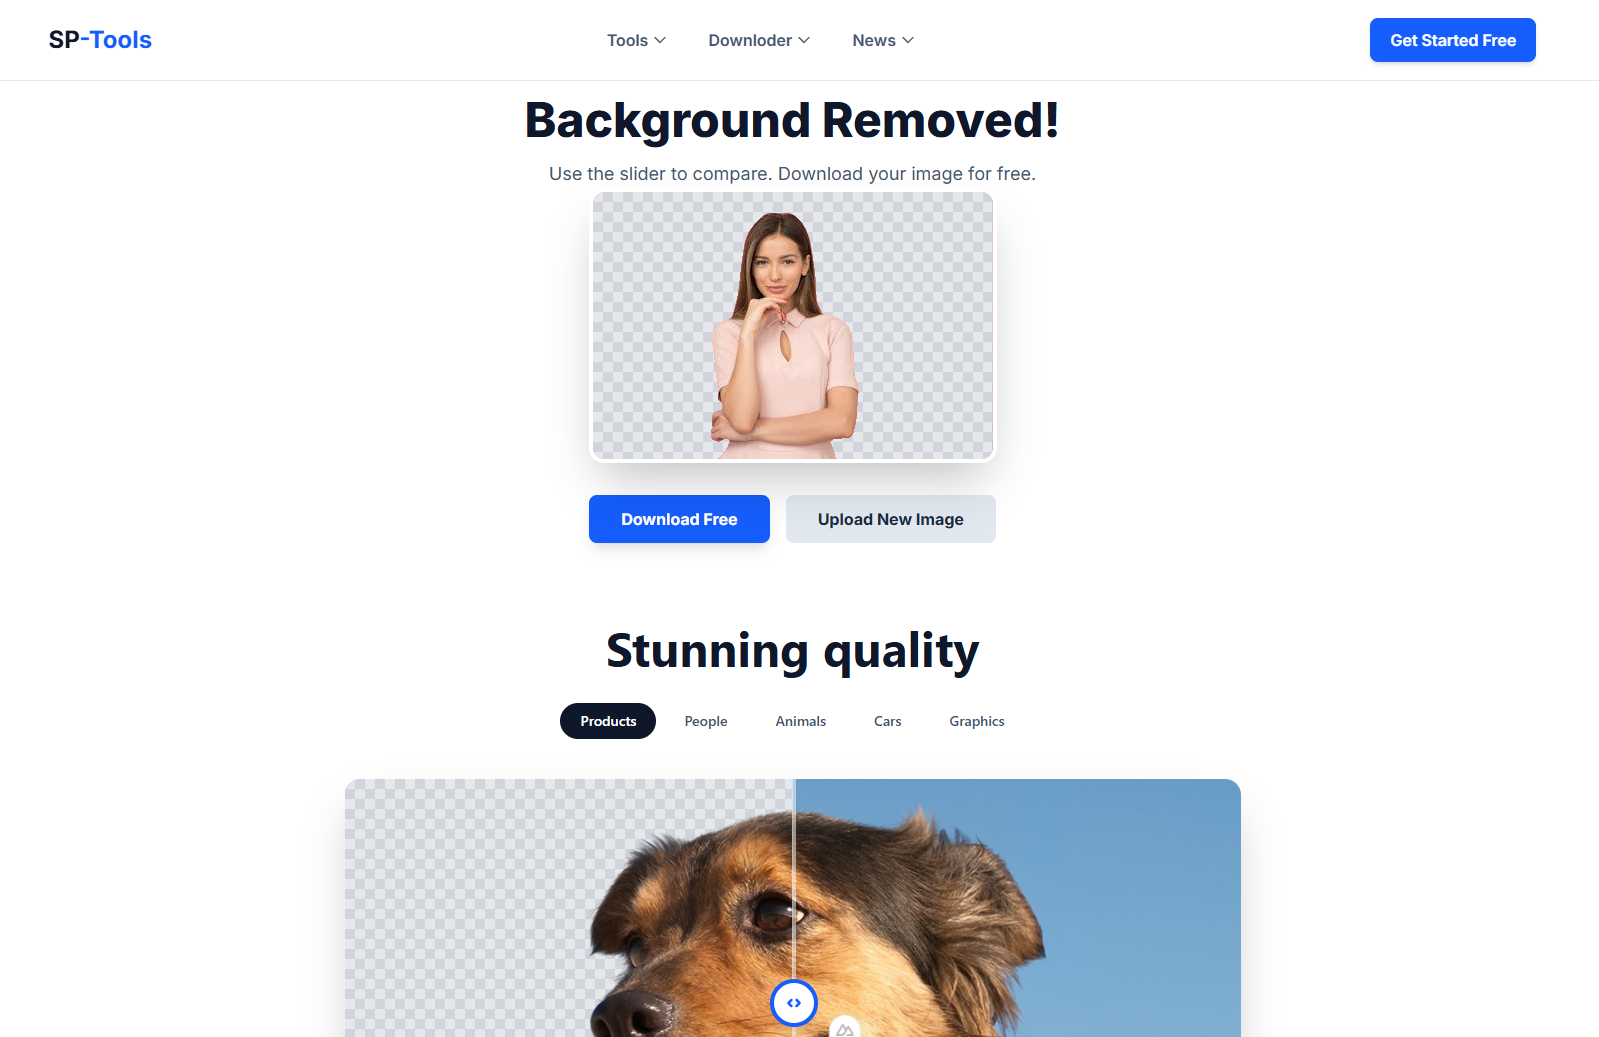 SP-Tools
Tools
Downloder
News
Get Started Free
Background Removed!
Use the slider to compare. Download your image for free.
Download Free
Upload New Image
Stunning quality
Products
People
Animals
Cars
Graphics